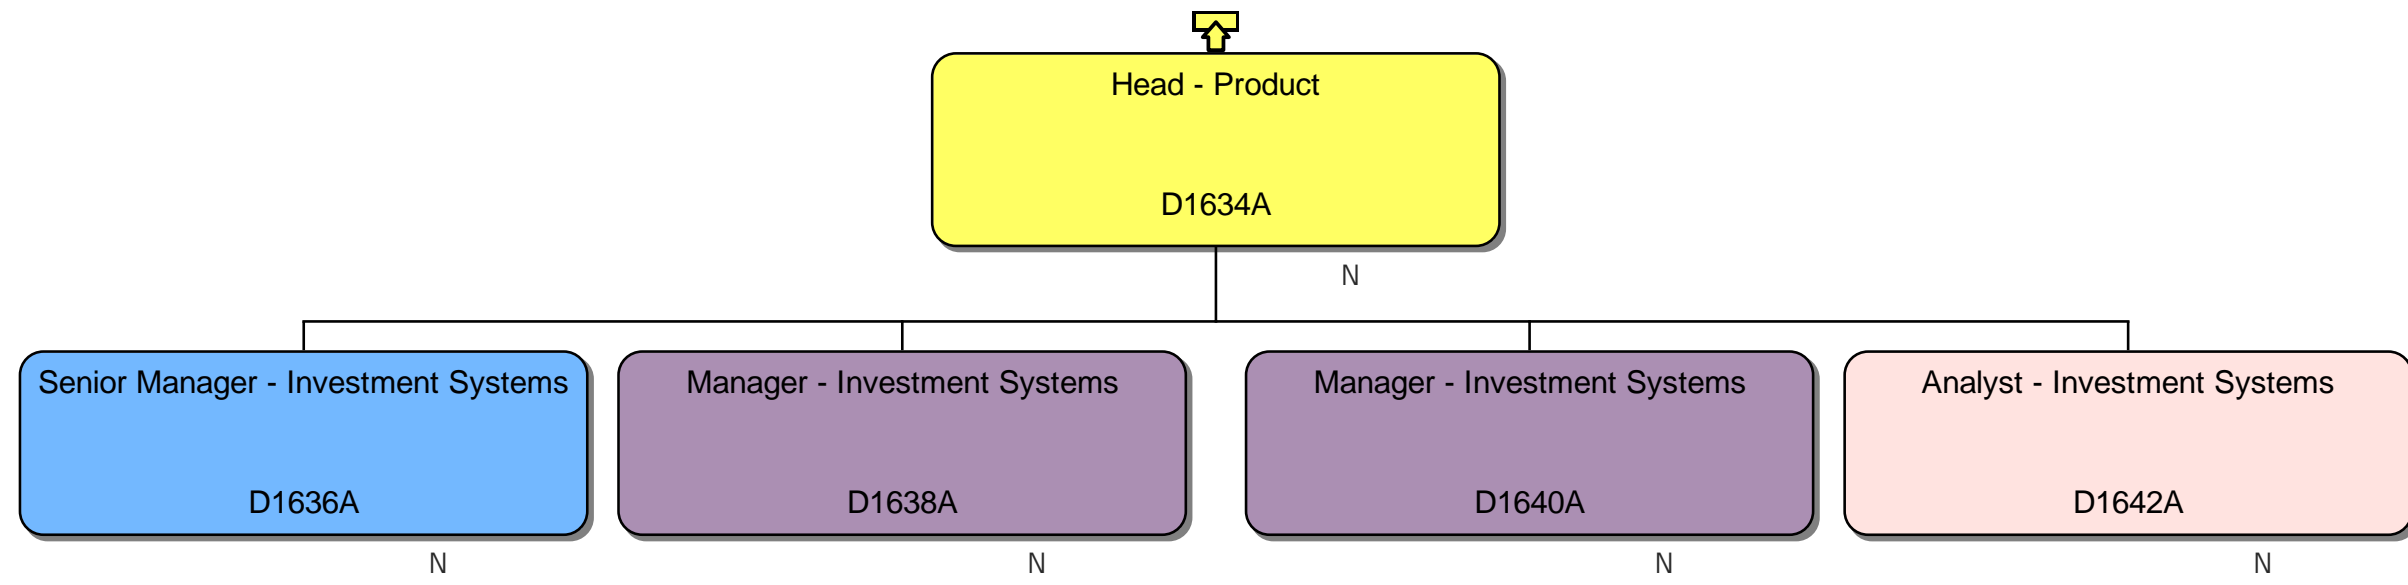 Head - Product
D1634A
N
Senior Manager - Investment Systems
D1636A
N
Manager - Investment Systems
D1638A
N
Manager - Investment Systems
D1640A
N
Analyst - Investment Systems
D1642A
N